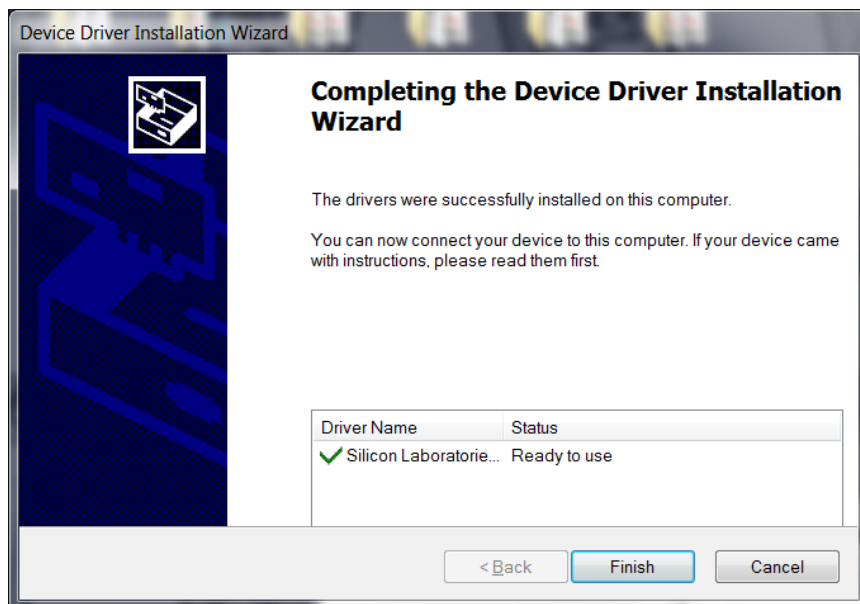 Device Driver Installation Wizard
Completing the Device Driver Installation
Wizard
The drivers were successfully installed on this computer.
You can now connect your device to this computer. If your device came
with instructions, please read them first.
Driver Name Status
Silicon Laboratorie... Ready to use
< Back Finish Cancel